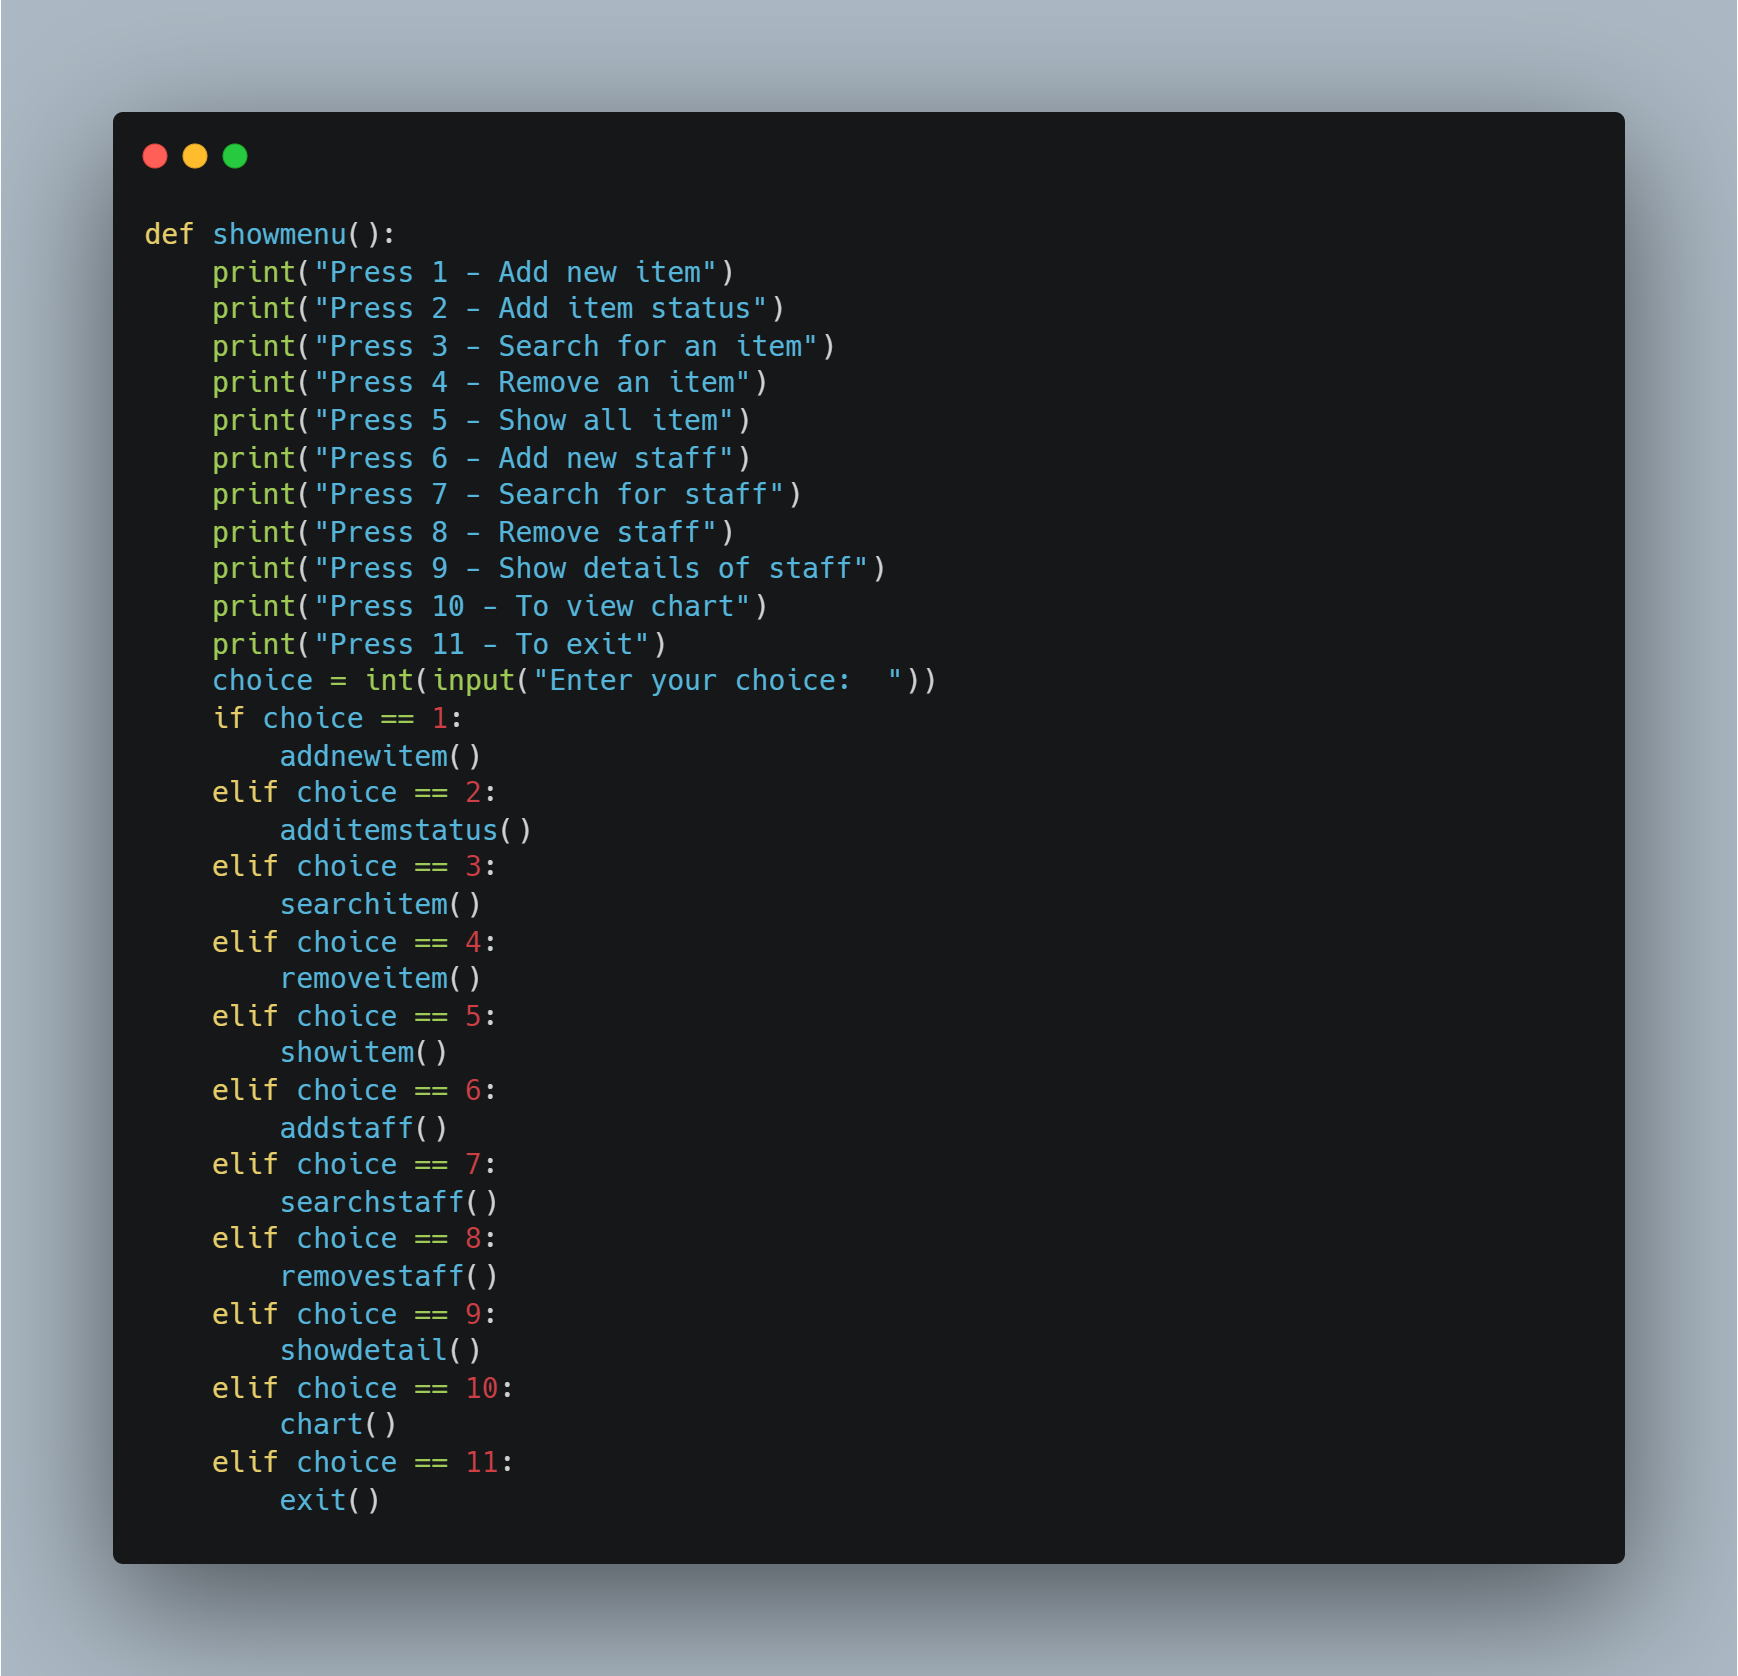 def showmenu():
    print("Press 1 - Add new item")
    print("Press 2 - Add item status")
    print("Press 3 - Search for an item")
    print("Press 4 - Remove an item")
    print("Press 5 - Show all item")
    print("Press 6 - Add new staff")
    print("Press 7 - Search for staff")
    print("Press 8 - Remove staff")
    print("Press 9 - Show details of staff")
    print("Press 10 - To view chart")
    print("Press 11 - To exit")
    choice = int(input("Enter your choice:  "))
    if choice == 1:
        addnewitem()
    elif choice == 2:
        additemstatus()
    elif choice == 3:
        searchitem()
    elif choice == 4:
        removeitem()
    elif choice == 5:
        showitem()
    elif choice == 6:
        addstaff()
    elif choice == 7:
        searchstaff()
    elif choice == 8:
        removestaff()
    elif choice == 9:
        showdetail()
    elif choice == 10:
        chart()
    elif choice == 11:
        exit()